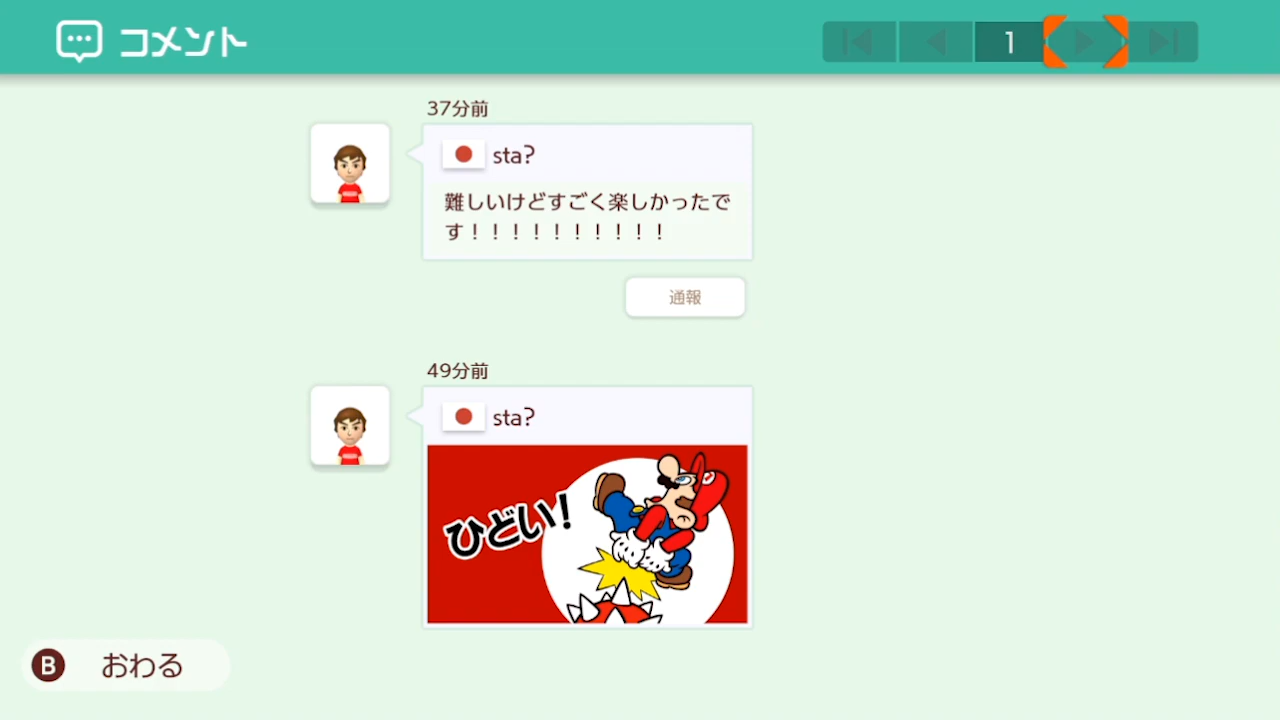 コメント
1
37分前
sta?
難しいけどすごく楽しかったで
す！！！！！！！！！！
通報
49分前
sta?
ひどい！
B おわる